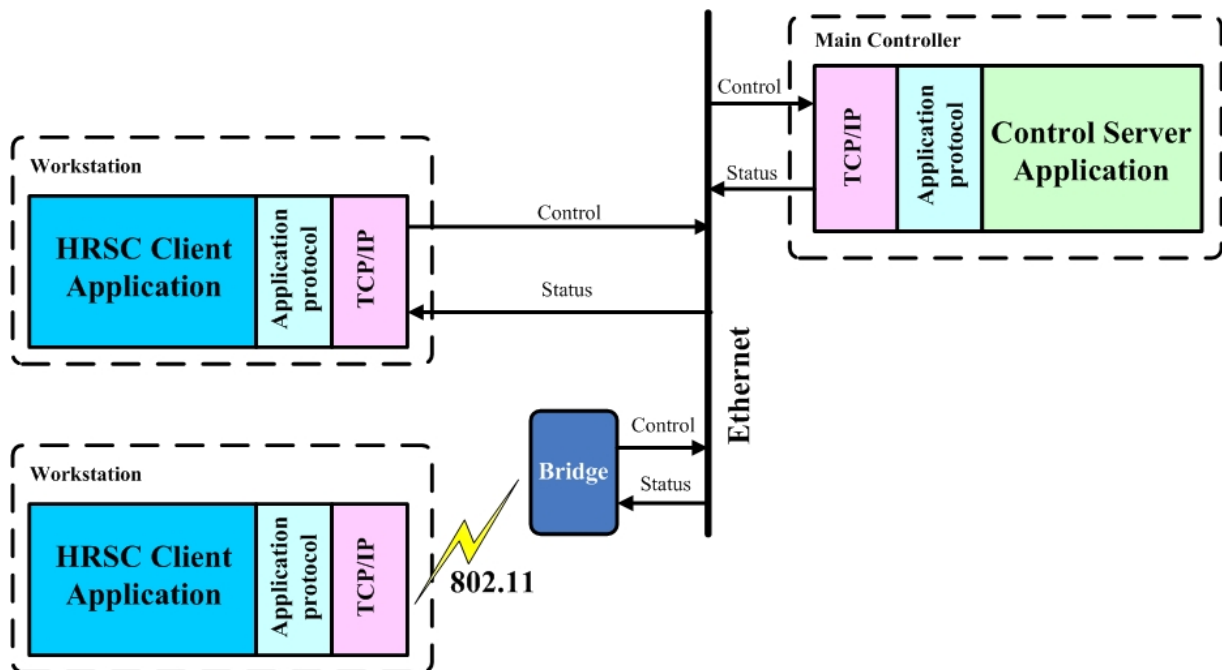 Main Controller
Control
TCP/IP
Application
protocol
Control Server
Application
Status
Workstation
HRSC Client
Application
Application
protocol
TCP/IP
Control
Status
Ethernet
Bridge
Control
Status
Workstation
HRSC Client
Application
Application
protocol
TCP/IP
802.11